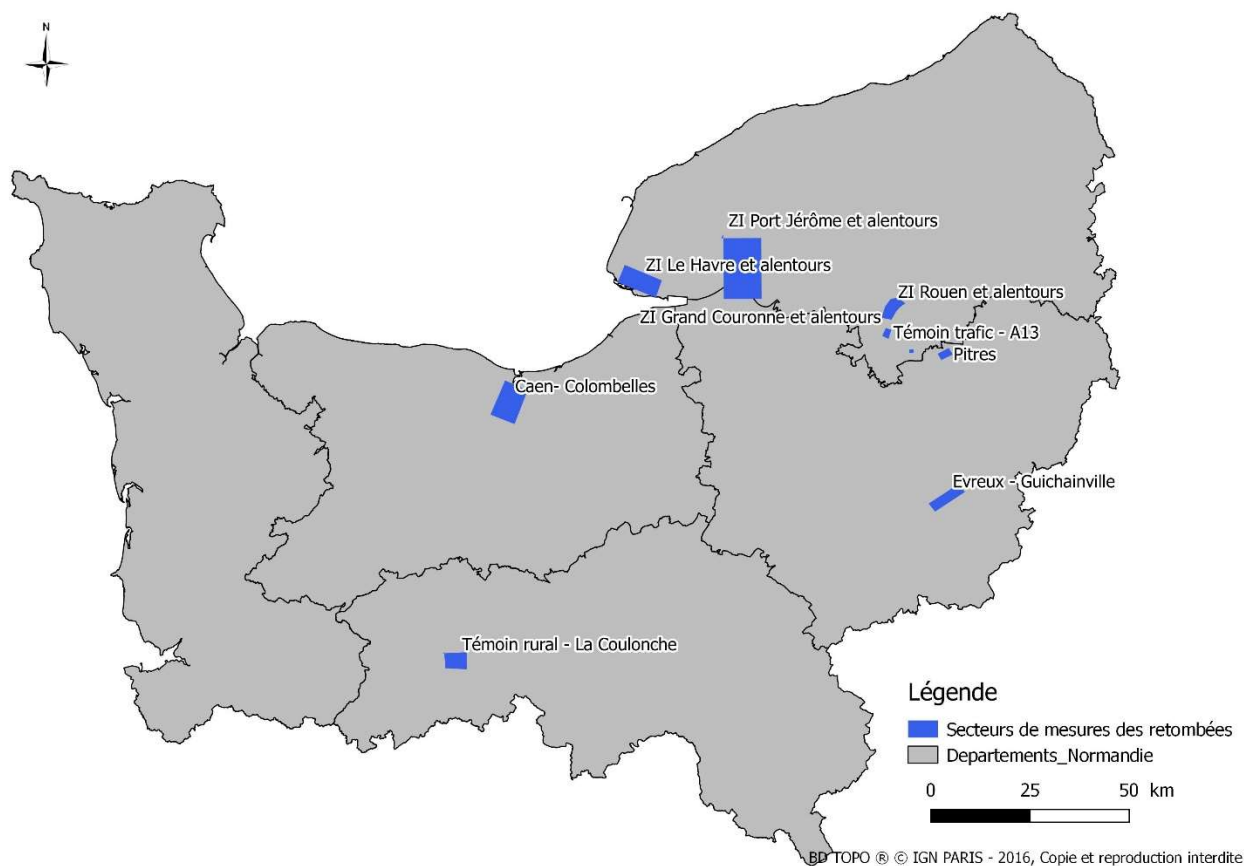 N
ZI Port Jérôme et alentours
ZI Le Havre et alentours
ZI Rouen et alentours
ZI Grand Couronne et alentours
Témoin trafic - A13
Pitres
Caen- Colombelles
Evreux - Guichainville
Témoin rural - La Coulonche
Légende
Secteurs de mesures des retombées
Departements_Normandie
0 25 50 km
BD TOPO ® © IGN PARIS - 2016, Copie et reproduction interdite